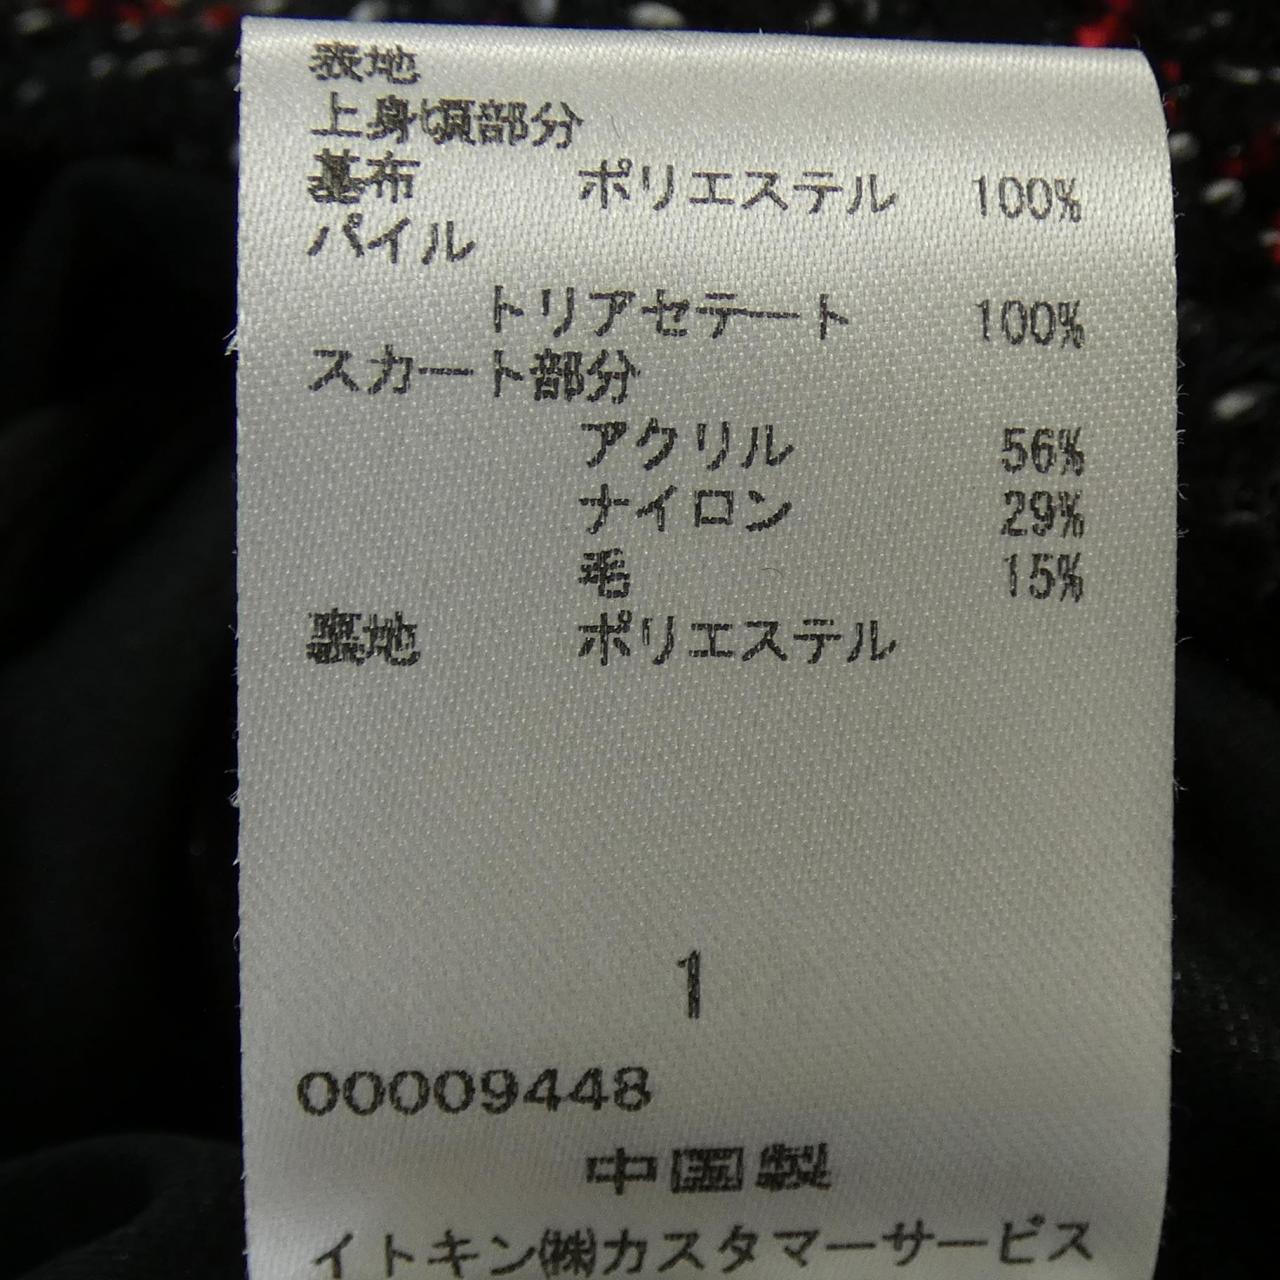 表地
上身頃部分
基布 ポリエステル 100%
パイル
トリアセテート 100%
スカート部分
アクリル 56%
ナイロン 29%
毛 15%
裏地 ポリエステル
1
00009448
中国製
イトキン㈱カスタマーサービス